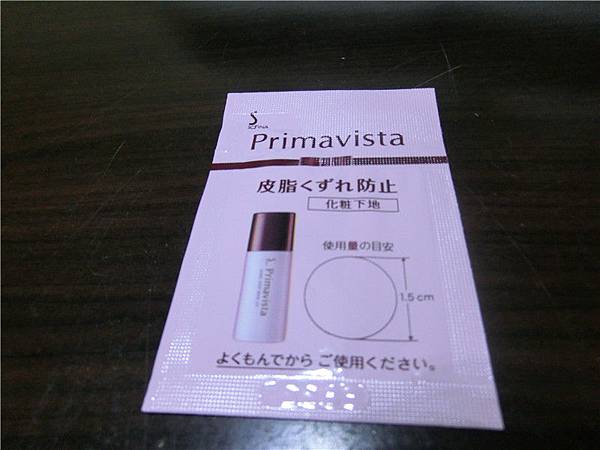 SOFINA
Primavista
皮脂くずれ防止
化粧下地
使用量の目安
Primavista
1.5cm
よくもんでから ご使用ください。